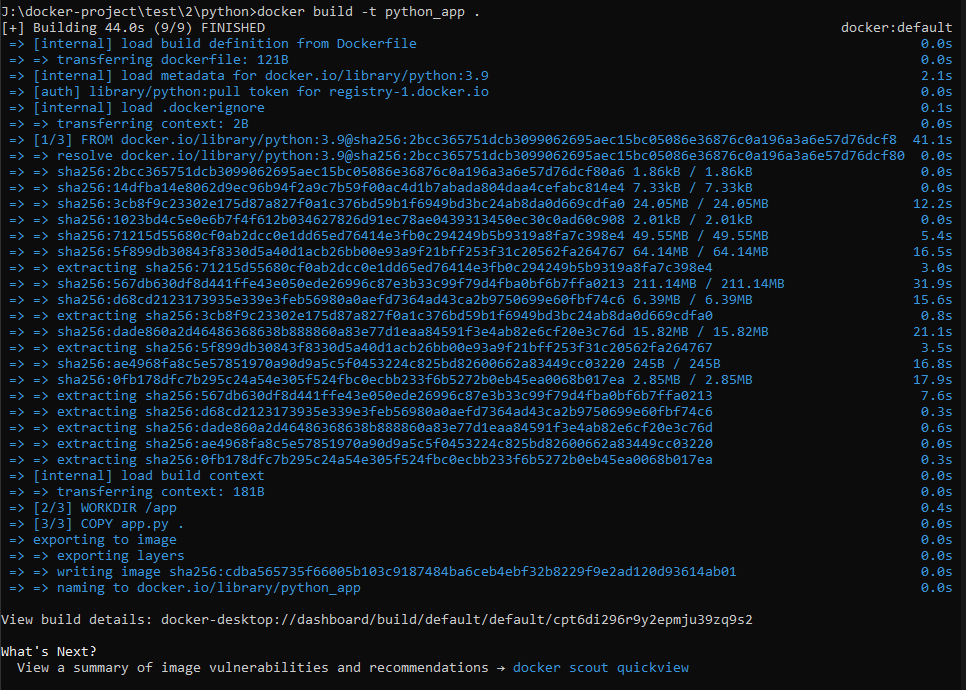 J:\docker-project\test\2\python>docker build -t python_app .
[+] Building 44.0s (9/9) FINISHED docker:default
=> [internal] load build definition from Dockerfile 0.0s
=> => transferring dockerfile: 121B 0.0s
=> [internal] load metadata for docker.io/library/python:3.9 2.1s
=> [auth] library/python:pull token for registry-1.docker.io 0.0s
=> [internal] load .dockerignore 0.1s
=> => transferring context: 2B 0.0s
=> [1/3] FROM docker.io/library/python:3.9@sha256:2bcc365751dcb3099062695aec15bc05086e36876c0a196a3a6e57d76dcf8 41.1s
=> => resolve docker.io/library/python:3.9@sha256:2bcc365751dcb3099062695aec15bc05086e36876c0a196a3a6e57d76dcf80 0.0s
=> => sha256:2bcc365751dcb3099062695aec15bc05086e36876c0a196a3a6e57d76dcf80a6 1.86kB / 1.86kB 0.0s
=> => sha256:14dfba14e8062d9ec96b94f2a9c7b59f00ac4d1b7abada804daa4cefabc814e4 7.33kB / 7.33kB 0.0s
=> => sha256:3cb8f9c23302e175d87a827f0a1c376bd59b1f6949bd3bc24ab8da0d669cdfa0 24.05MB / 24.05MB 12.2s
=> => sha256:1023bd4c5e0e6b7f4f612b034627826d91ec78ae0439313450ec30c0ad60c908 2.01kB / 2.01kB 0.0s
=> => sha256:71215d55680cf0ab2dcc0e1dd65ed76414e3fb0c294249b5b9319a8fa7c398e4 49.55MB / 49.55MB 5.4s
=> => sha256:5f899db30843f8330d5a40d1acb26bb00e93a9f21bff253f31c20562fa264767 64.14MB / 64.14MB 16.5s
=> => extracting sha256:71215d55680cf0ab2dcc0e1dd65ed76414e3fb0c294249b5b9319a8fa7c398e4 3.0s
=> => sha256:567db630df8d441ffe43e050ede26996c87e3b33c99f79d4fba0bf6b7ffa0213 211.14MB / 211.14MB 31.9s
=> => sha256:d68cd2123173935e339e3feb56980a0aefd7364ad43ca2b9750699e60fbf74c6 6.39MB / 6.39MB 15.6s
=> => extracting sha256:3cb8f9c23302e175d87a827f0a1c376bd59b1f6949bd3bc24ab8da0d669cdfa0 0.8s
=> => sha256:dade860a2d46486368638b888860a83e77d1eaa84591f3e4ab82e6cf20e3c76d 15.82MB / 15.82MB 21.1s
=> => extracting sha256:5f899db30843f8330d5a40d1acb26bb00e93a9f21bff253f31c20562fa264767 3.5s
=> => sha256:ae4968fa8c5e57851970a90d9a5c5f0453224c825bd82600662a83449cc03220 245B / 245B 16.8s
=> => sha256:0fb178dfc7b295c24a54e305f524fbc0ecbb233f6b5272b0eb45ea0068b017ea 2.85MB / 2.85MB 17.9s
=> => extracting sha256:567db630df8d441ffe43e050ede26996c87e3b33c99f79d4fba0bf6b7ffa0213 7.6s
=> => extracting sha256:d68cd2123173935e339e3feb56980a0aefd7364ad43ca2b9750699e60fbf74c6 0.3s
=> => extracting sha256:dade860a2d46486368638b888860a83e77d1eaa84591f3e4ab82e6cf20e3c76d 0.6s
=> => extracting sha256:ae4968fa8c5e57851970a90d9a5c5f0453224c825bd82600662a83449cc03220 0.0s
=> => extracting sha256:0fb178dfc7b295c24a54e305f524fbc0ecbb233f6b5272b0eb45ea0068b017ea 0.3s
=> [internal] load build context 0.0s
=> => transferring context: 181B 0.0s
=> [2/3] WORKDIR /app 0.4s
=> [3/3] COPY app.py . 0.0s
=> exporting to image 0.0s
=> => exporting layers 0.0s
=> => writing image sha256:cdba565735f66005b103c9187484ba6ceb4ebf32b8229f9e2ad120d93614ab01 0.0s
=> => naming to docker.io/library/python_app 0.0s
View build details: docker-desktop://dashboard/build/default/default/cpt6di296r9y2epmju39zq9s2
What's Next?
View a summary of image vulnerabilities and recommendations → docker scout quickview